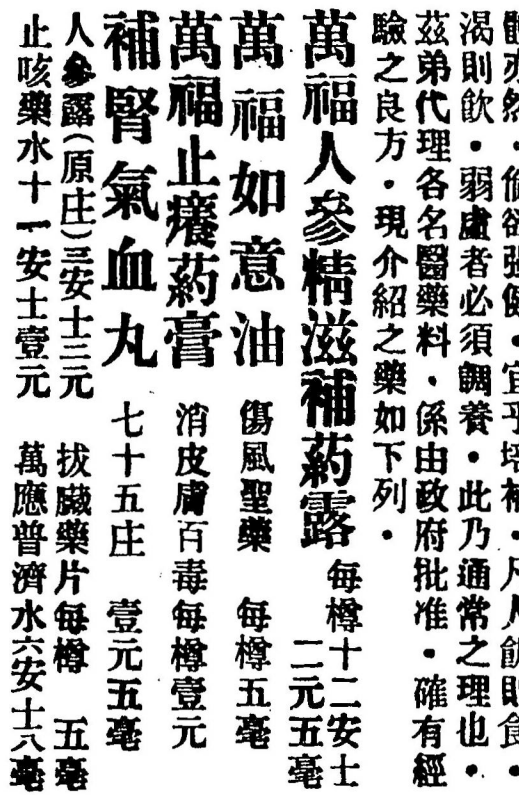 體亦然・倘欲強健・宜乎培補・凡人飢則食・
渴則飲・弱虛者必須調養・此乃通常之理也・
茲弟代理各名醫藥料・係由政府批准・確有經
驗之良方・現介紹之藥如下列・
萬福人參精滋補葯露 每樽十二安士 二元五毫
萬福如意油 傷風聖藥 每樽五毫
萬福止癢葯膏 消皮膚百毒每樽壹元
補腎氣血丸 七十五庄 壹元五毫
人參露(原庄)三安士三元 拔臟藥片每樽 五毫
止咳藥水十一安士壹元 萬應普濟水六安士八毫